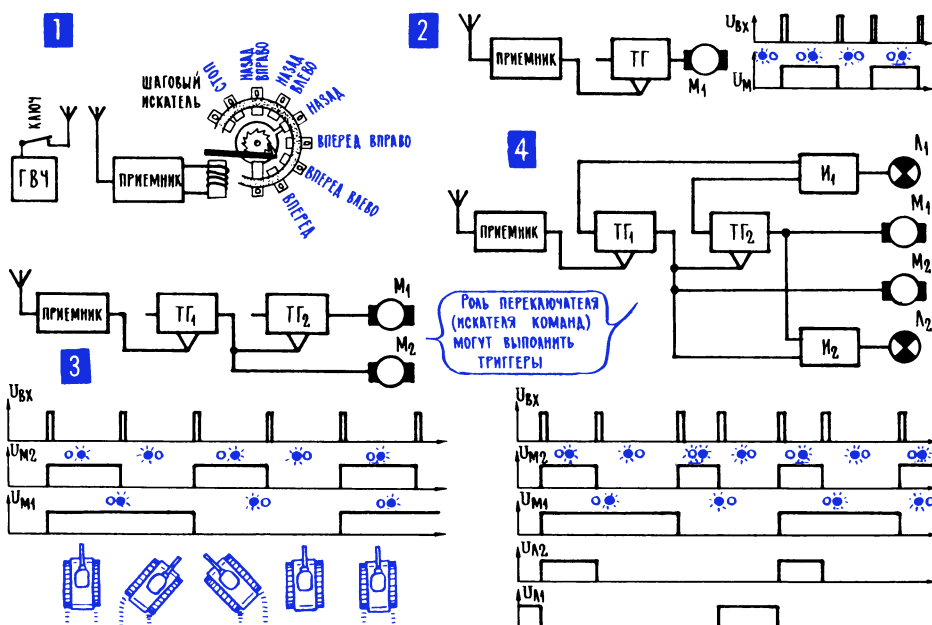 1
КЛЮЧ
ГВЧ
ПРИЕМНИК
ШАГОВЫЙ
ИСКАТЕЛЬ
СТОП
НАЗАД
ВПРАВО
НАЗАД
ВЛЕВО
НАЗАД
ВПЕРЕД ВПРАВО
ВПЕРЕД ВЛЕВО
ВПЕРЕД
2
ПРИЕМНИК
ТГ
М1
UВХ
UМ
3
ПРИЕМНИК
ТГ1
ТГ2
М1
М2
РОЛЬ ПЕРЕКЛЮЧАТЕЛЯ
(ИСКАТЕЛЯ КОМАНД)
МОГУТ ВЫПОЛНИТЬ
ТРИГГЕРЫ
4
ПРИЕМНИК
ТГ1
ТГ2
И1
Л1
М1
М2
И2
Л2
UВХ
UМ2
UМ1
UВХ
UМ2
UМ1
UЛ2
UЛ1